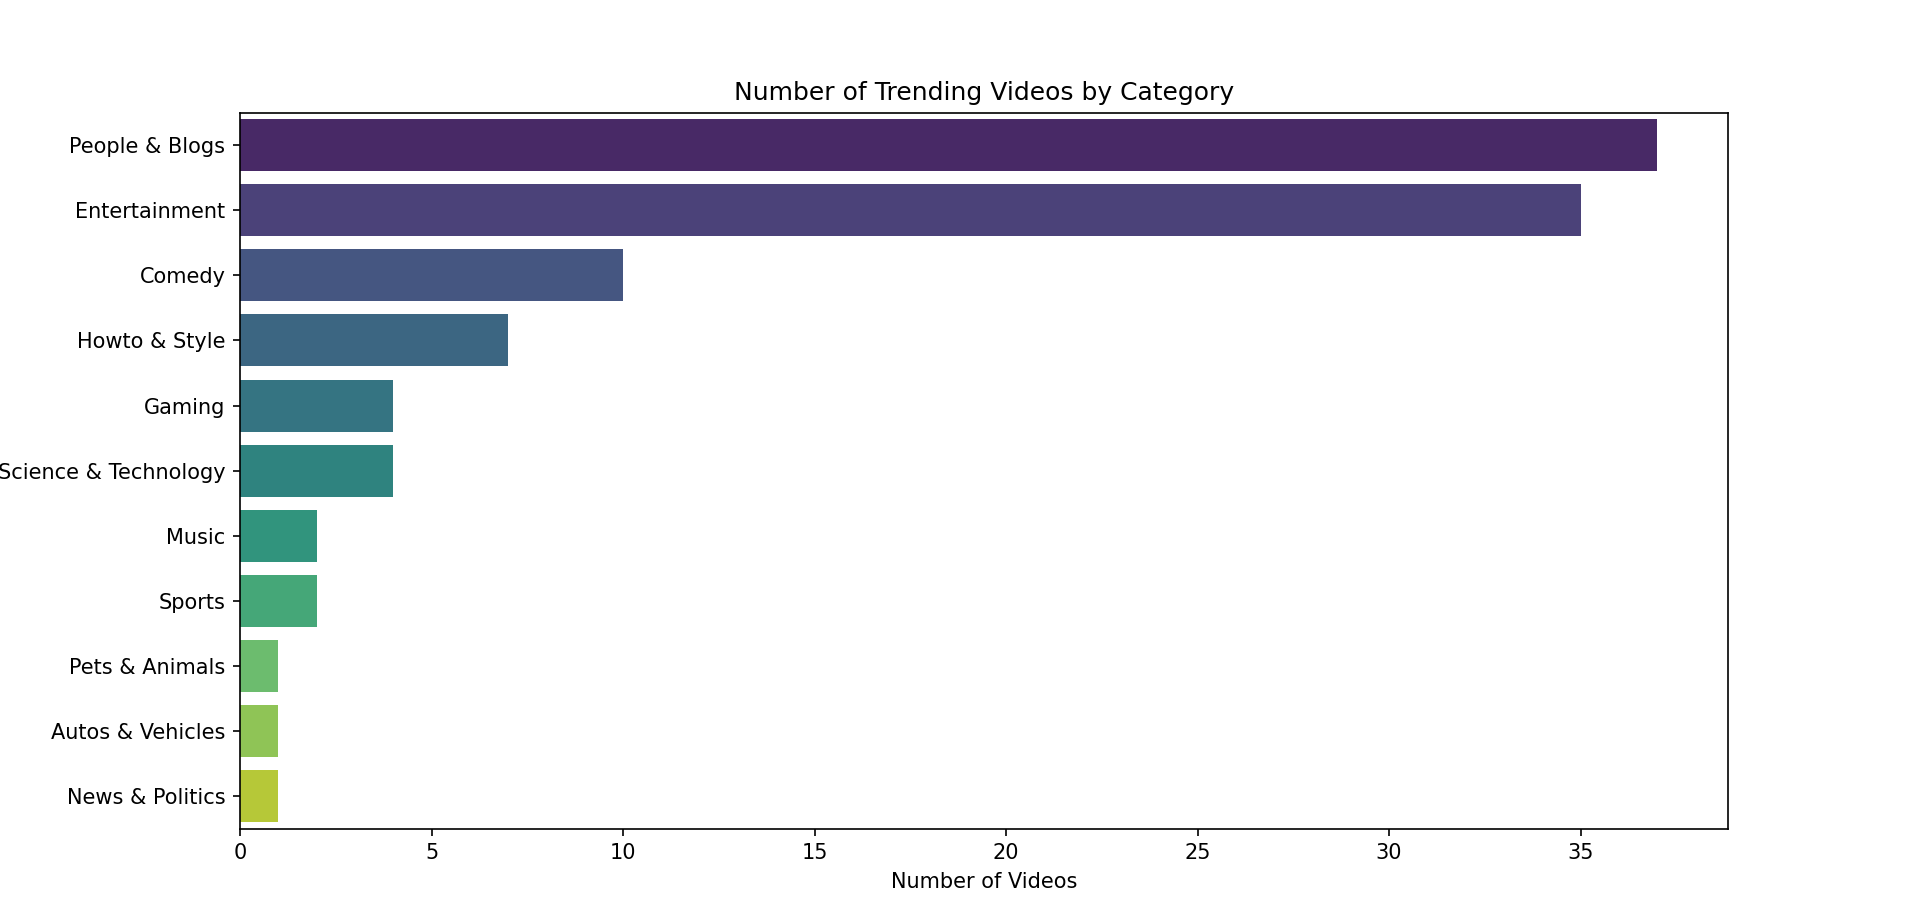 Number of Trending Videos by Category
People & Blogs
Entertainment
Comedy
Howto & Style
Gaming
Science & Technology
Music
Sports
Pets & Animals
Autos & Vehicles
News & Politics
0 5 10 15 20 25 30 35
Number of Videos